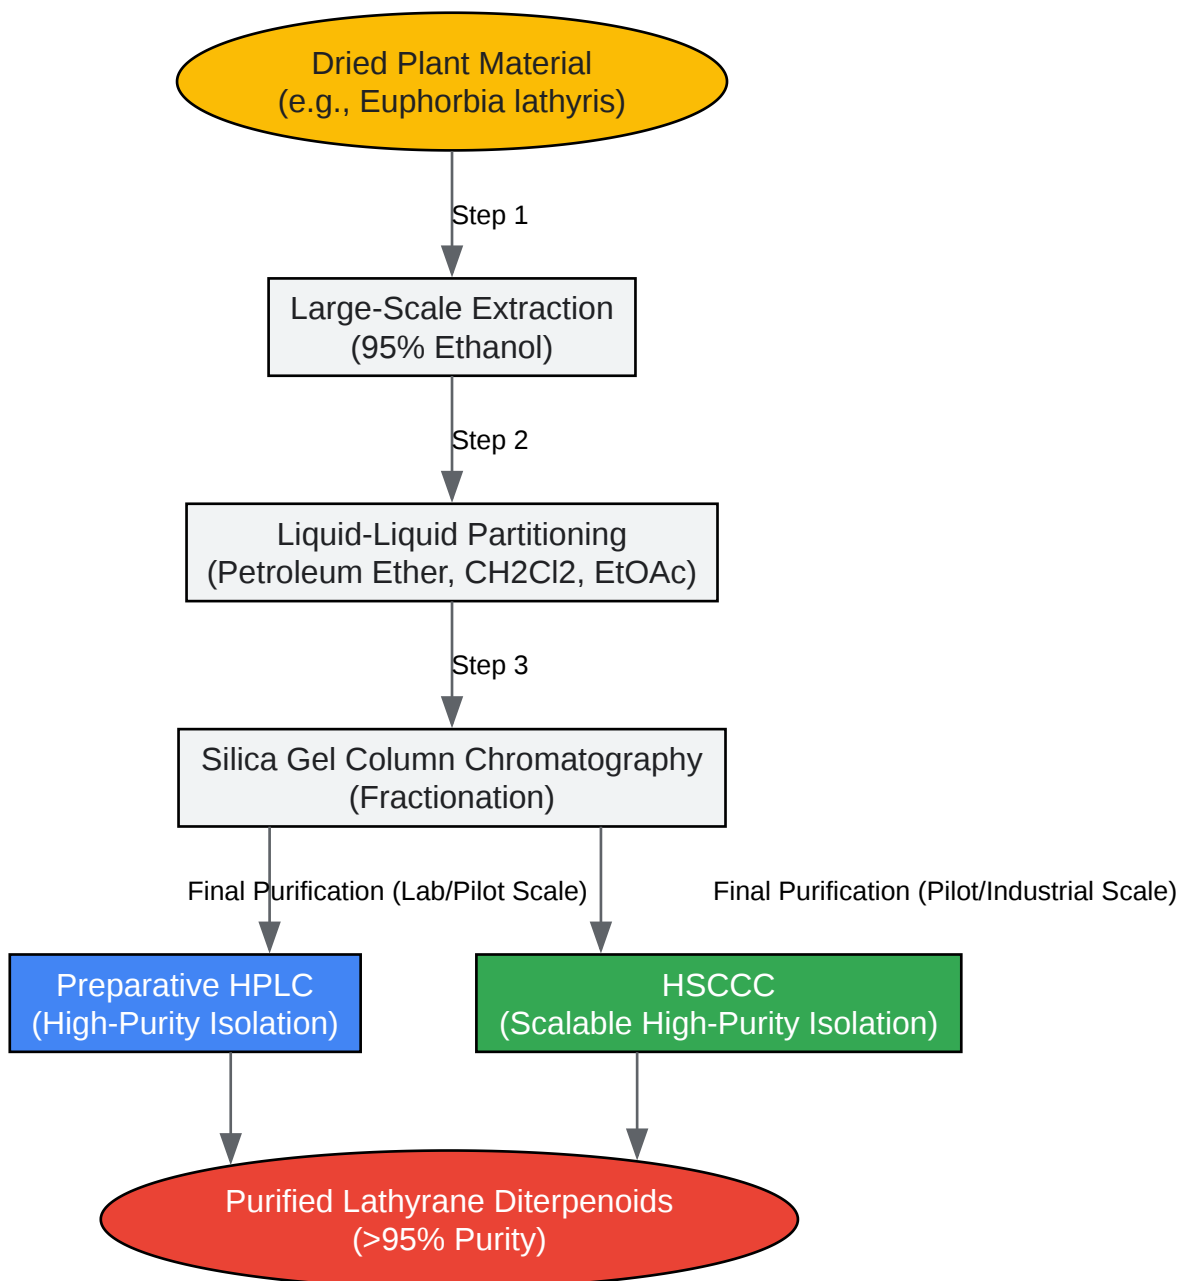 Dried Plant Material
(e.g., Euphorbia lathyris)
Step 1
Large-Scale Extraction
(95% Ethanol)
Step 2
Liquid-Liquid Partitioning
(Petroleum Ether, CH2Cl2, EtOAc)
Step 3
Silica Gel Column Chromatography
(Fractionation)
Final Purification (Lab/Pilot Scale)
Final Purification (Pilot/Industrial Scale)
Preparative HPLC
(High-Purity Isolation)
HSCCC
(Scalable High-Purity Isolation)
Purified Lathyrane Diterpenoids
(>95% Purity)